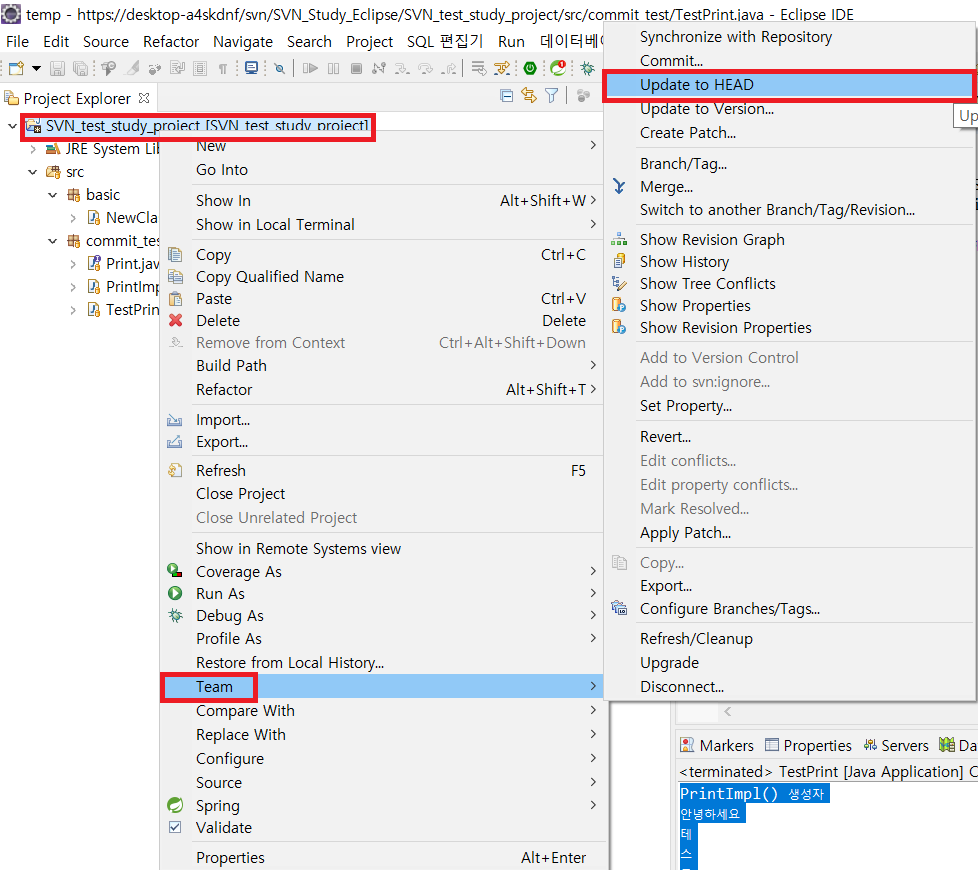 temp - https://desktop-a4skdnf/svn/SVN_Study_Eclipse/SVN_test_study_project/src/commit_test/TestPrint.java - Eclipse IDE
File Edit Source Refactor Navigate Search Project SQL 편집기 Run 데이터베
Project Explorer
SVN_test_study_project [SVN_test_study_project]
JRE System Lib
src
basic
NewCla
commit_tes
Print.jav
PrintImp
TestPrin
New
Go Into
Show In Alt+Shift+W
Show in Local Terminal
Copy Ctrl+C
Copy Qualified Name
Paste Ctrl+V
Delete Delete
Remove from Context Ctrl+Alt+Shift+Down
Build Path
Refactor Alt+Shift+T
Import...
Export...
Refresh F5
Close Project
Close Unrelated Project
Show in Remote Systems view
Coverage As
Run As
Debug As
Profile As
Restore from Local History...
Team
Compare With
Replace With
Configure
Source
Spring
Validate
Properties Alt+Enter
Synchronize with Repository
Commit...
Update to HEAD
Update to Version...
Up
Create Patch...
Branch/Tag...
Merge...
Switch to another Branch/Tag/Revision...
Show Revision Graph
Show History
Show Tree Conflicts
Show Properties
Show Revision Properties
Add to Version Control
Add to svn:ignore...
Set Property...
Revert...
Edit conflicts...
Edit property conflicts...
Mark Resolved...
Apply Patch...
Copy...
Export...
Configure Branches/Tags...
Refresh/Cleanup
Upgrade
Disconnect...
Markers Properties Servers Da
<terminated> TestPrint [Java Application] C
PrintImpl() 생성자
안녕하세요
테
스